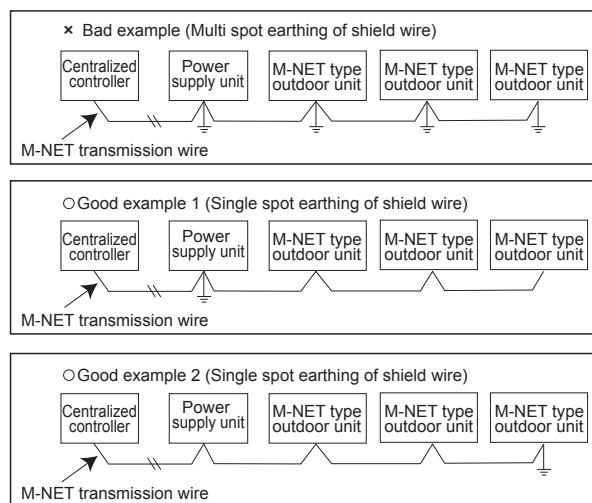 × Bad example (Multi spot earthing of shield wire)
Centralized controller
Power supply unit
M-NET type outdoor unit
M-NET type outdoor unit
M-NET type outdoor unit
M-NET transmission wire
○Good example 1 (Single spot earthing of shield wire)
Centralized controller
Power supply unit
M-NET type outdoor unit
M-NET type outdoor unit
M-NET type outdoor unit
M-NET transmission wire
○Good example 2 (Single spot earthing of shield wire)
Centralized controller
Power supply unit
M-NET type outdoor unit
M-NET type outdoor unit
M-NET type outdoor unit
M-NET transmission wire